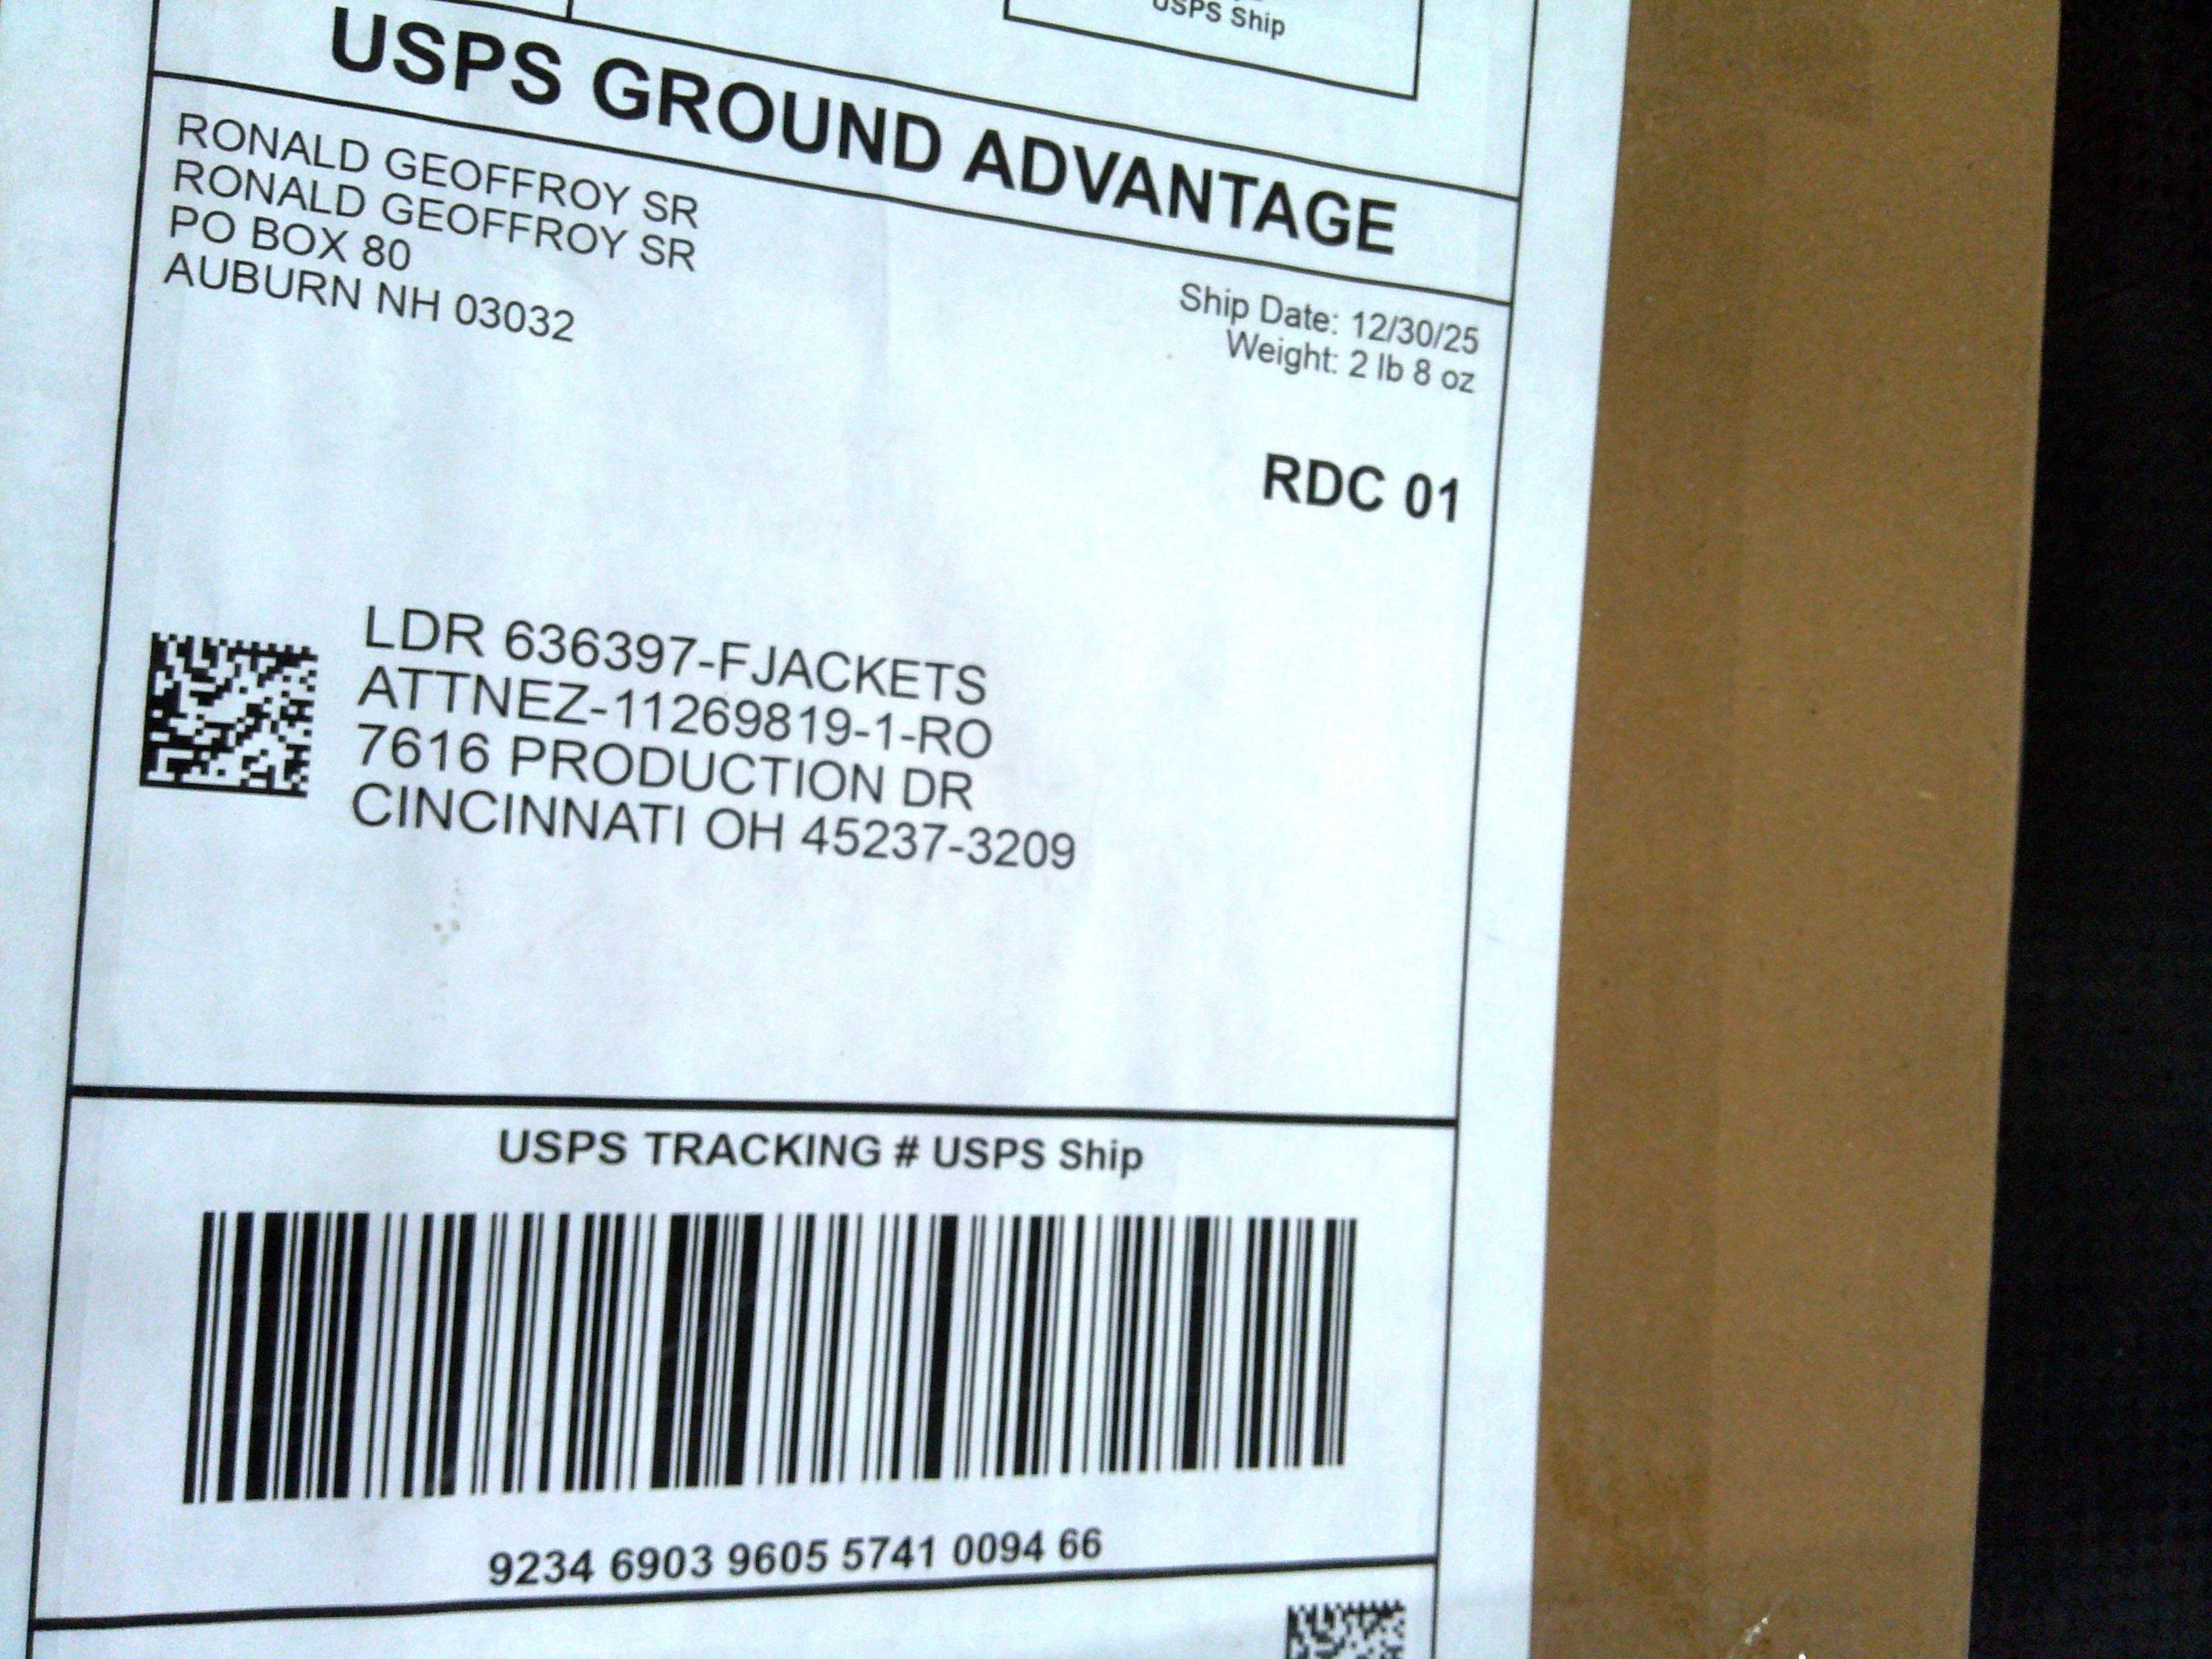 USPS Ship
USPS GROUND ADVANTAGE
RONALD GEOFFROY SR
RONALD GEOFFROY SR
PO BOX 80
AUBURN NH 03032
Ship Date: 12/30/25
Weight: 2 lb 8 oz
RDC 01
LDR 636397-FJACKETS
ATTNEZ-11269819-1-RO
7616 PRODUCTION DR
CINCINNATI OH 45237-3209
USPS TRACKING # USPS Ship
9234 6903 9605 5741 0094 66